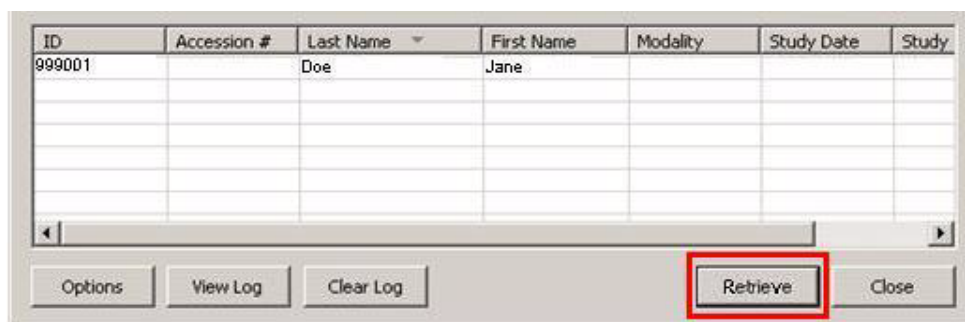 ID Accession # Last Name First Name Modality Study Date Study
999001 Doe Jane
Options View Log Clear Log Retrieve Close